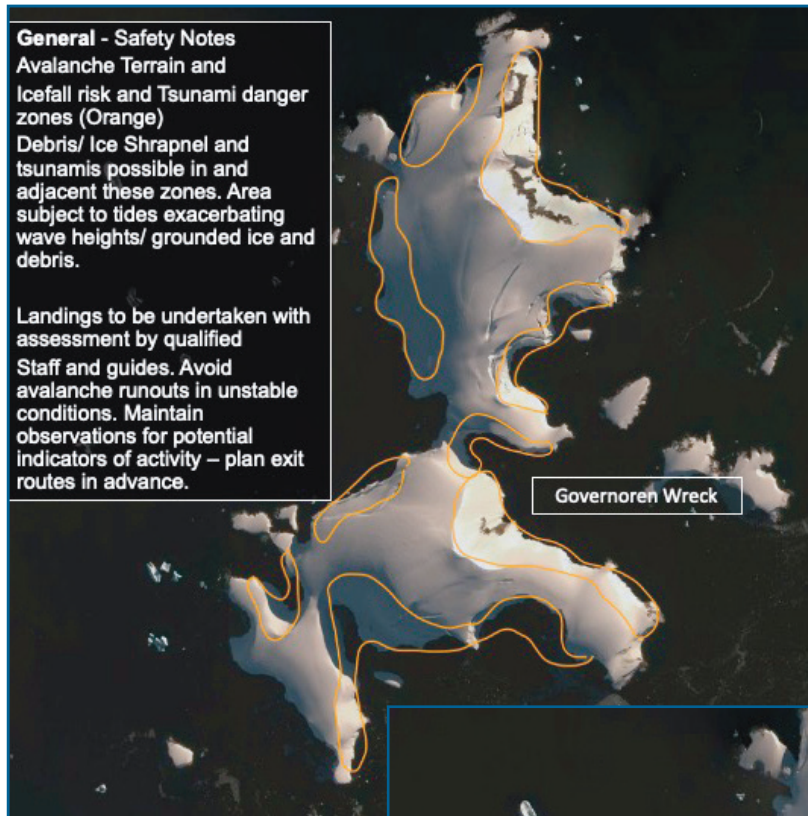 General - Safety Notes
Avalanche Terrain and
Icefall risk and Tsunami danger
zones (Orange)
Debris/ Ice Shrapnel and
tsunamis possible in and
adjacent these zones. Area
subject to tides exacerbating
wave heights/ grounded ice and
debris.
Landings to be undertaken with
assessment by qualified
Staff and guides. Avoid
avalanche runouts in unstable
conditions. Maintain
observations for potential
indicators of activity – plan exit
routes in advance.
Governoren Wreck